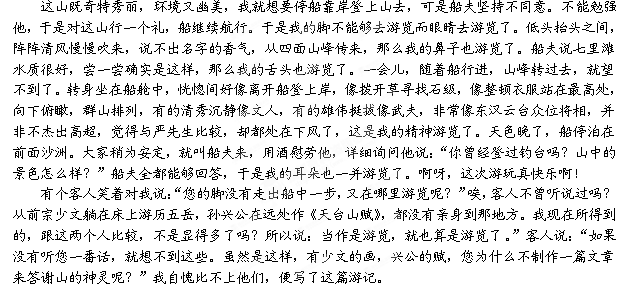 这山既奇特秀丽，环境又幽美，我就想要停船靠岸登上山去，可是船夫坚持不同意。不能勉强
他，于是对这山行一个礼，船继续航行。于是我的脚不能够去游览而眼睛去游览了。低头抬头之间，
阵阵清风慢慢吹来，说不出名字的香气，从四面山峰传来，那么我的鼻子也游览了。船夫说七里滩
水质很好，尝一尝确实是这样，那么我的舌头也游览了。一会儿，随着船行进，山峰转过去，就望
不到了。转身坐在船舱中，恍惚间好像离开船登上岸，像拨开草寻找石级，像整顿衣服站在最高处，
向下俯瞰，群山排列，有的清秀沉静像文人，有的雄伟挺拔像武夫，非常像东汉云台众位将相，并
非不杰出高超，觉得与严先生比较，却都处在下风了，这是我的精神游览了。天色晚了，船停泊在
前面沙洲。大家稍为安定，就叫船夫来，用酒慰劳他，详细询问他说：“你曾经登过钓台吗？山中的
景色怎么样？”船夫全都能够回答，于是我的耳朵也一并游览了。啊呀，这次游玩真快乐啊！
有个客人笑着对我说：“您的脚没有走出船中一步，又在哪里游览呢？”唉，客人不曾听说过吗？
从前宗少文躺在床上游历五岳，孙兴公在远处作《天台山赋》，都没有亲身到那地方。我现在所得到
的，跟这两个人比较，不是显得多了吗？所以说：当作是游览，就也算是游览了。”客人说：“如果
没有听您一番话，就想不到这些。虽然是这样，有少文的画，兴公的赋，您为什么不制作一篇文章
来答谢山的神灵呢？”我自愧比不上他们，便写了这篇游记。